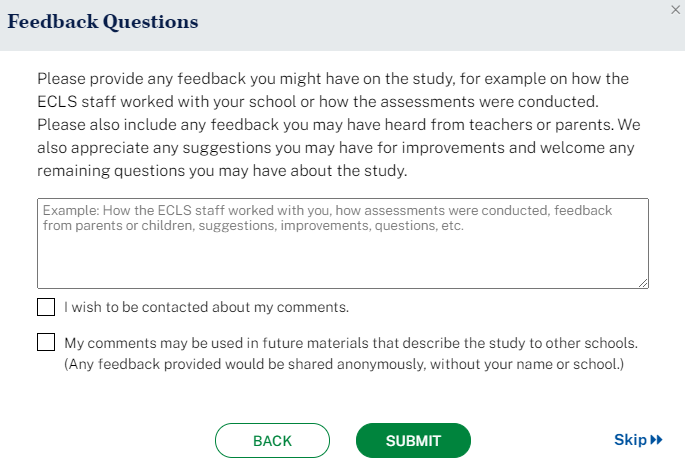 Feedback Questions
Please provide any feedback you might have on the study, for example on how the
ECLS staff worked with your school or how the assessments were conducted.
Please also include any feedback you may have heard from teachers or parents. We
also appreciate any suggestions you may have for improvements and welcome any
remaining questions you may have about the study.
Example: How the ECLS staff worked with you, how assessments were conducted, feedback
from parents or children, suggestions, improvements, questions, etc.
I wish to be contacted about my comments.
My comments may be used in future materials that describe the study to other schools.
(Any feedback provided would be shared anonymously, without your name or school.)
BACK
SUBMIT
Skip